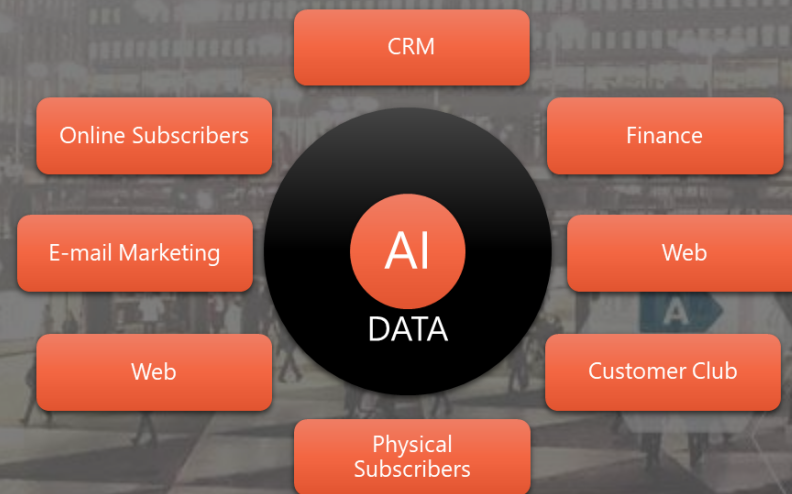 CRM
Online Subscribers
Finance
E-mail Marketing
AI
Web
DATA
A
Web
Customer Club
Physical
Subscribers